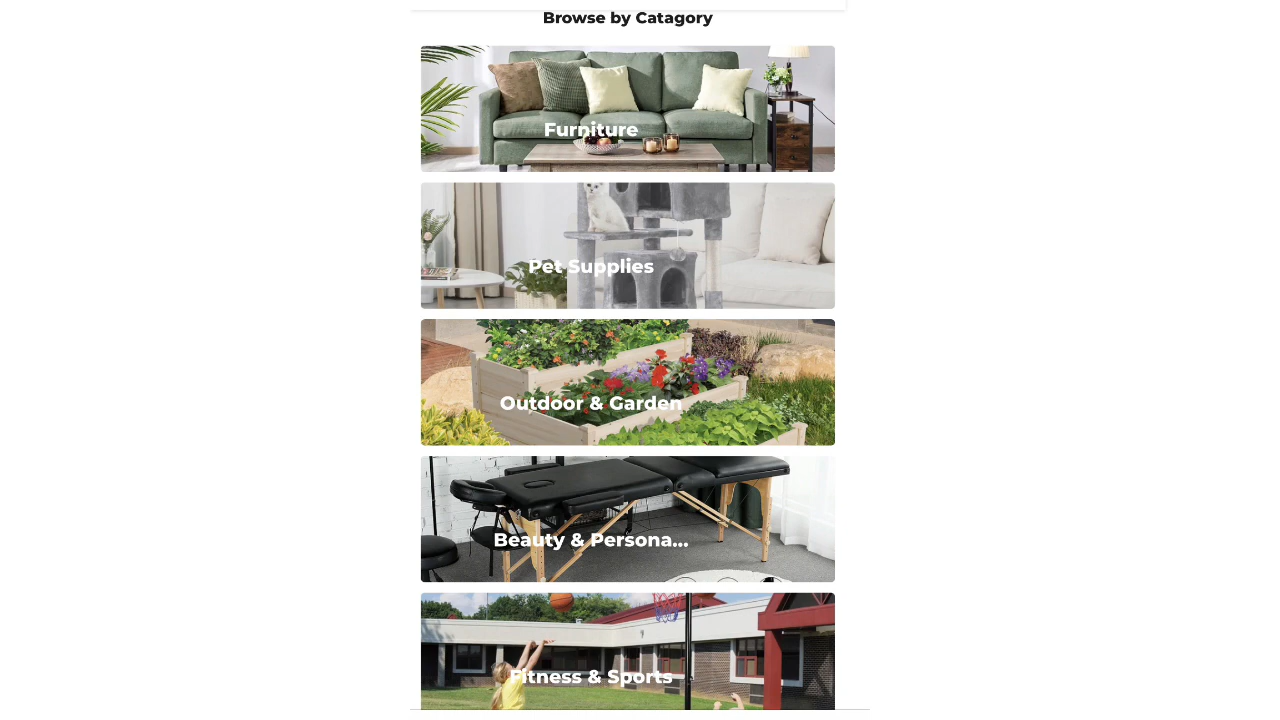 Browse by Catagory
Furniture
Pet Supplies
Outdoor & Garden
Beauty & Persona...
Fitness & Sports